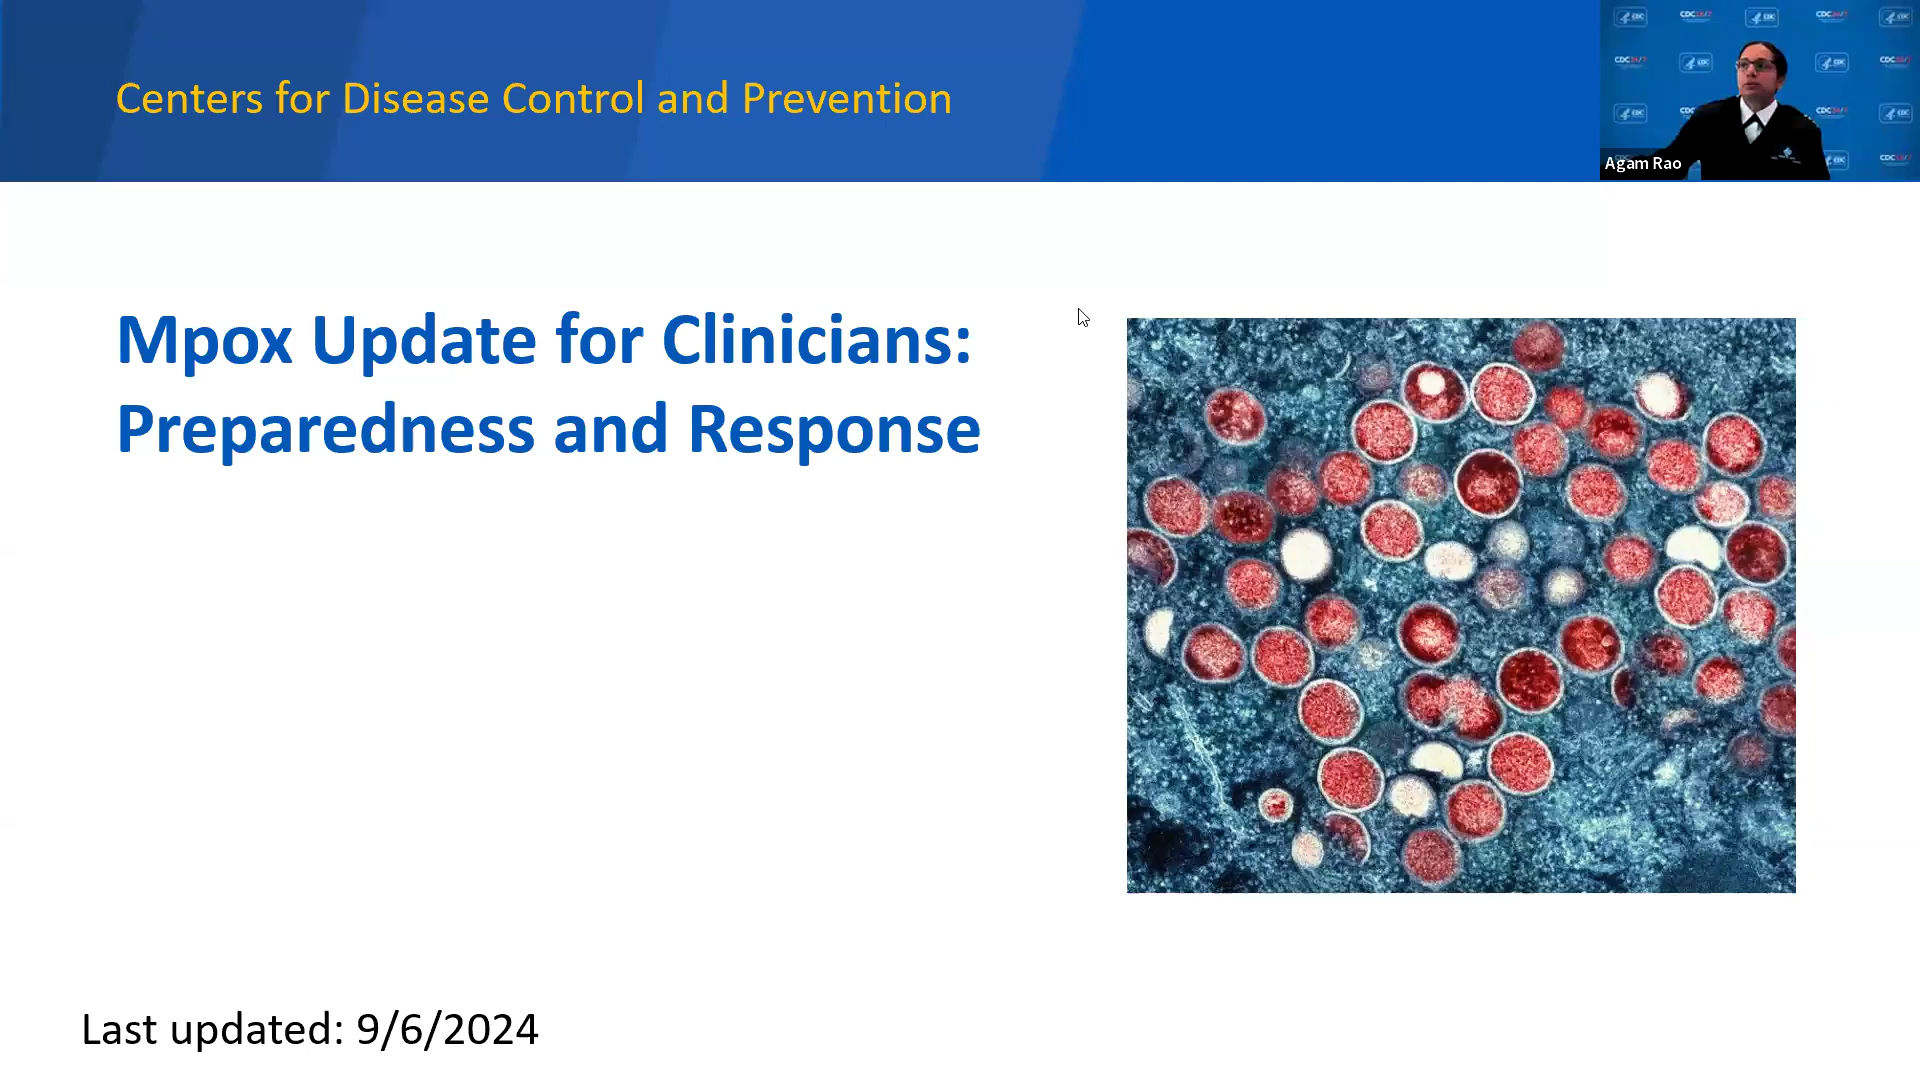 Centers for Disease Control and Prevention
Agam Rao
Mpox Update for Clinicians:
Preparedness and Response
Last updated: 9/6/2024